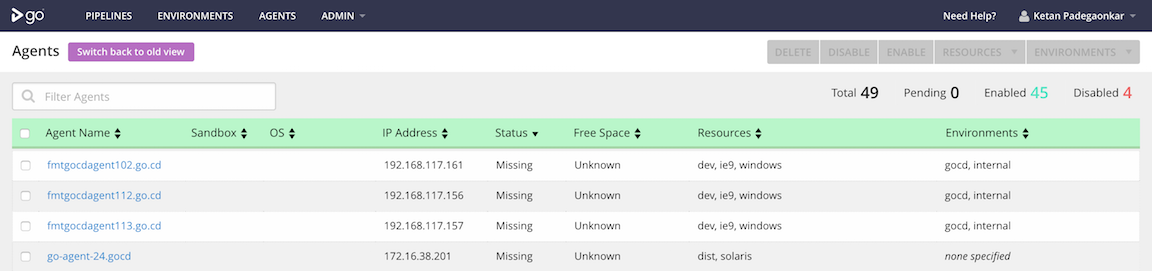 go PIPELINES ENVIRONMENTS AGENTS ADMIN Need Help? Ketan Padegaonkar
Agents Switch back to old view DELETE DISABLE ENABLE RESOURCES ENVIRONMENTS
Filter Agents Total 49 Pending 0 Enabled 45 Disabled 4
Agent Name Sandbox OS IP Address Status Free Space Resources Environments
fmtgocdagent102.go.cd 192.168.117.161 Missing Unknown dev, ie9, windows gocd, internal
fmtgocdagent112.go.cd 192.168.117.156 Missing Unknown dev, ie9, windows gocd, internal
fmtgocdagent113.go.cd 192.168.117.157 Missing Unknown dev, ie9, windows gocd, internal
go-agent-24.gocd 172.16.38.201 Missing Unknown dist, solaris none specified